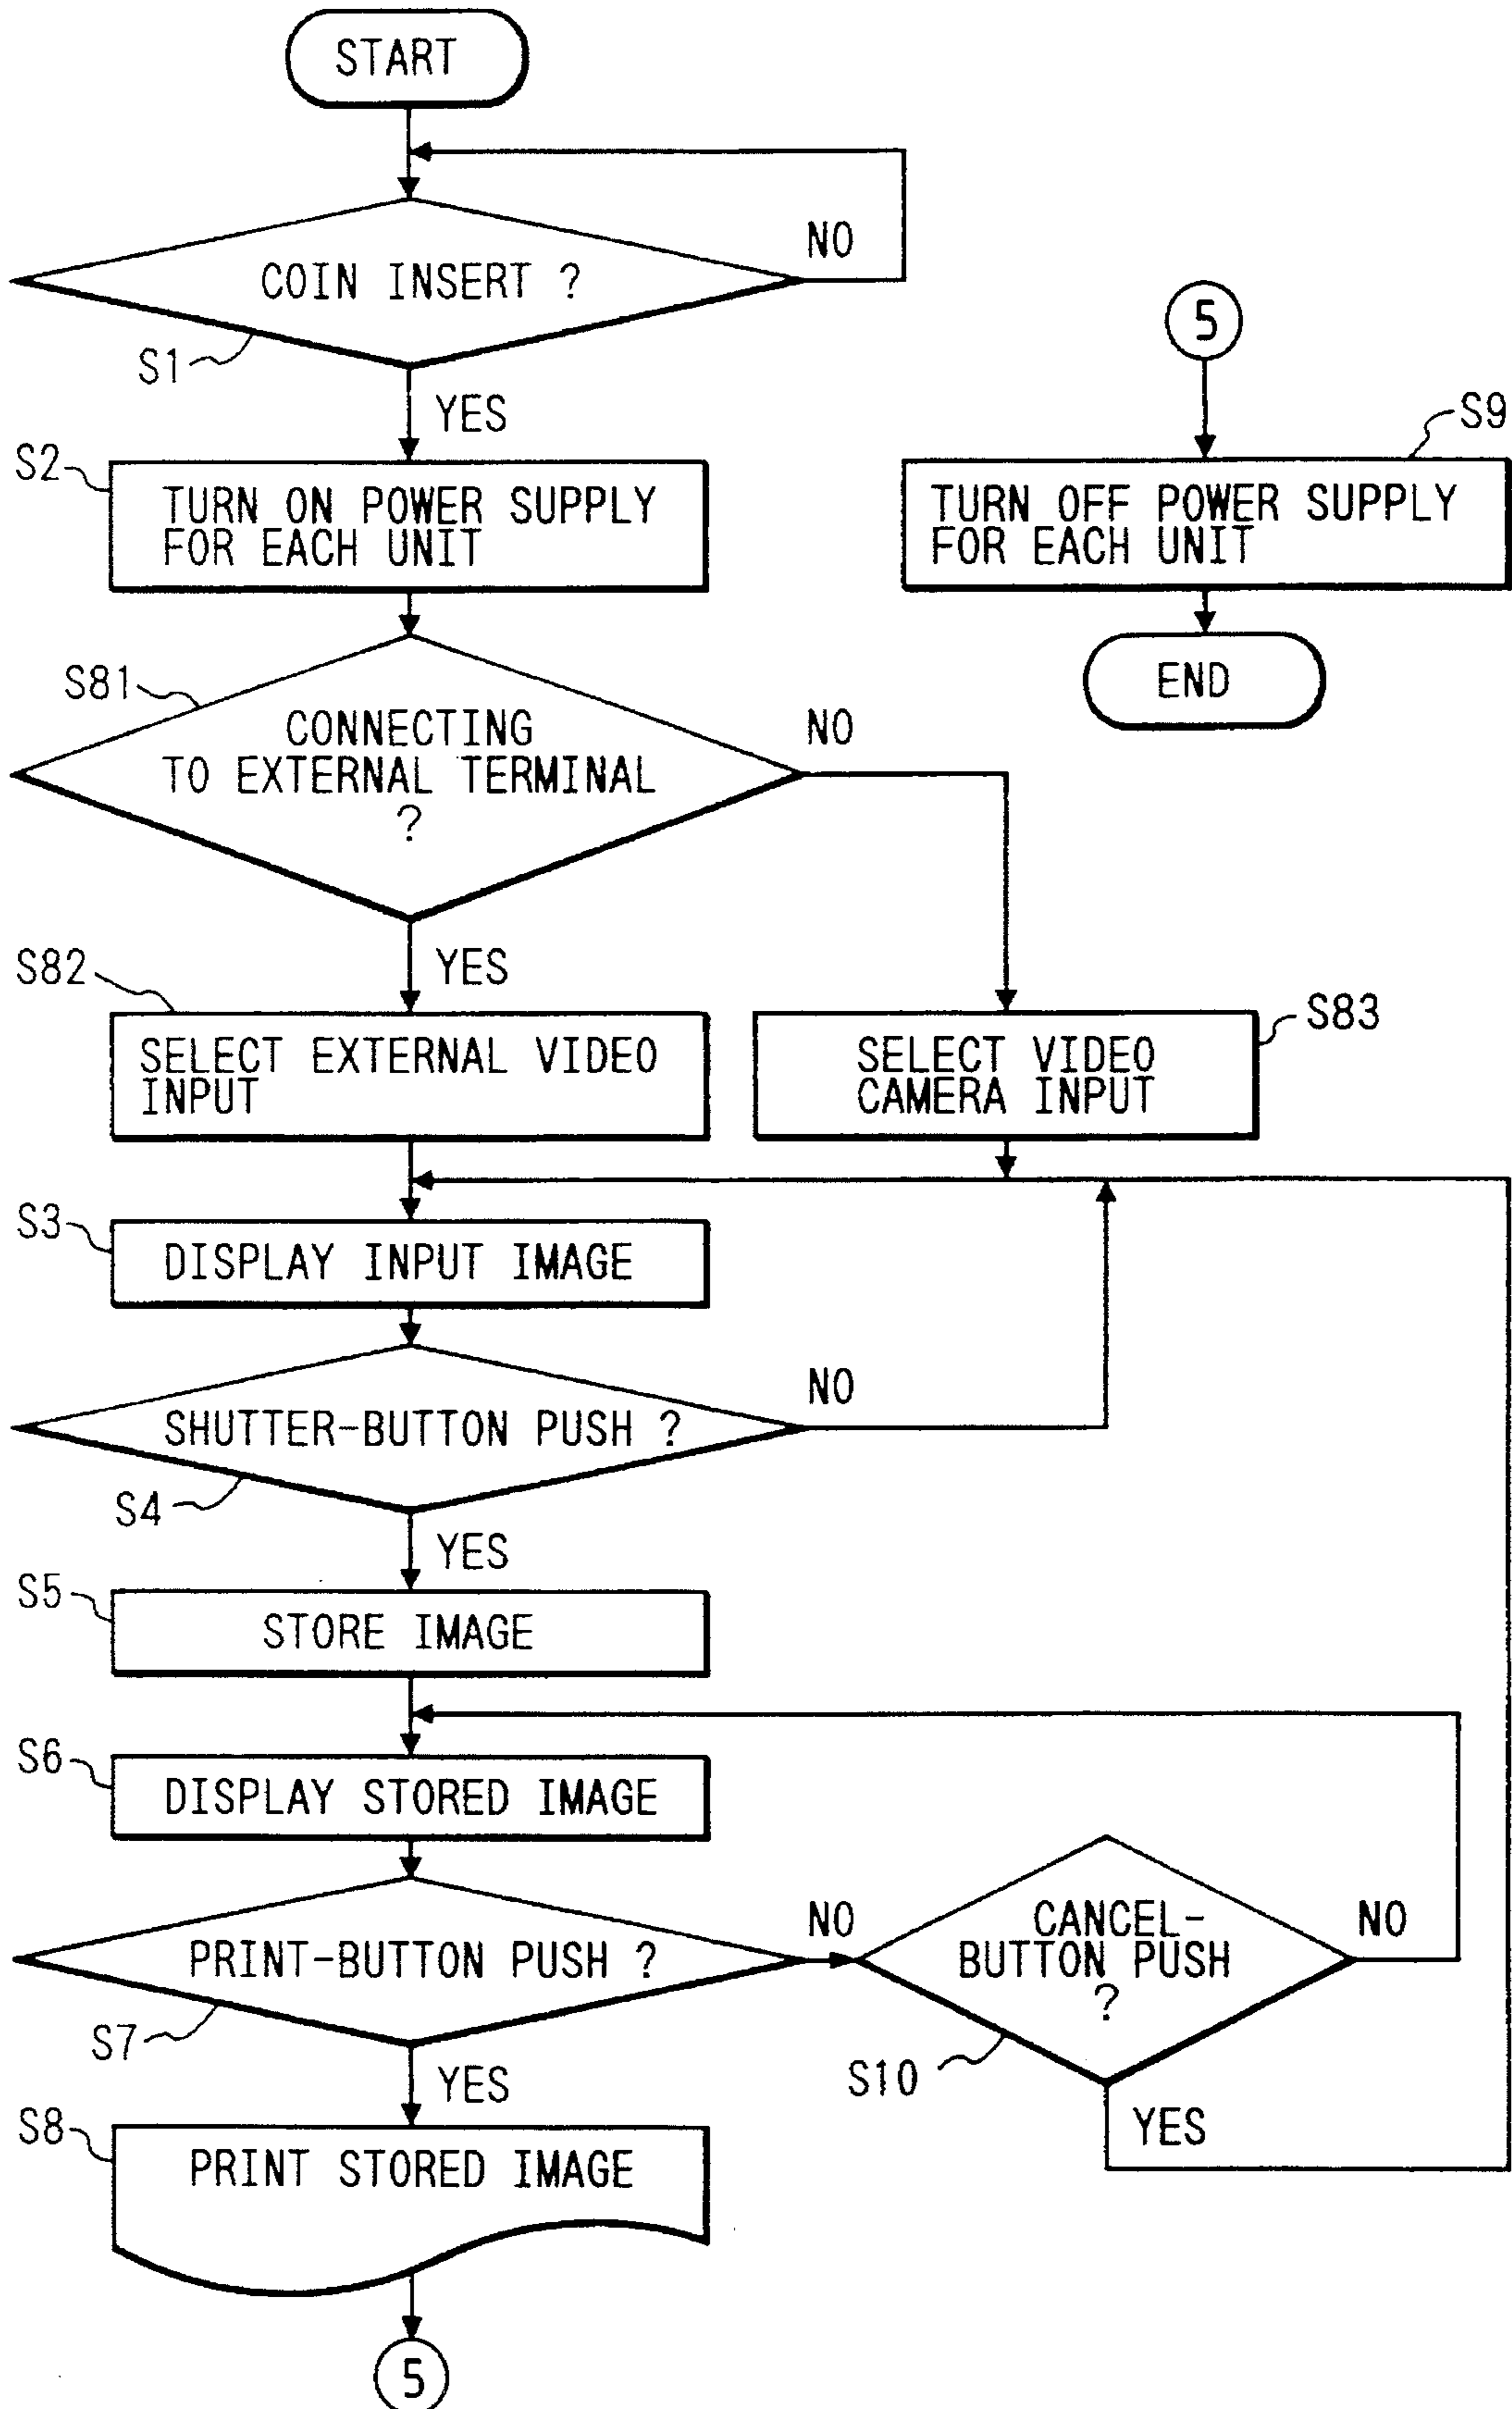 START
NO
COIN INSERT ?
S1
YES
S2
TURN ON POWER SUPPLY
FOR EACH UNIT
5
S9
TURN OFF POWER SUPPLY
FOR EACH UNIT
END
S81
CONNECTING
TO EXTERNAL TERMINAL
?
NO
YES
S82
SELECT EXTERNAL VIDEO
INPUT
S83
SELECT VIDEO
CAMERA INPUT
S3
DISPLAY INPUT IMAGE
NO
SHUTTER-BUTTON PUSH ?
S4
YES
S5
STORE IMAGE
S6
DISPLAY STORED IMAGE
NO
PRINT-BUTTON PUSH ?
S7
CANCEL-
BUTTON PUSH
?
NO
S10
YES
YES
S8
PRINT STORED IMAGE
5